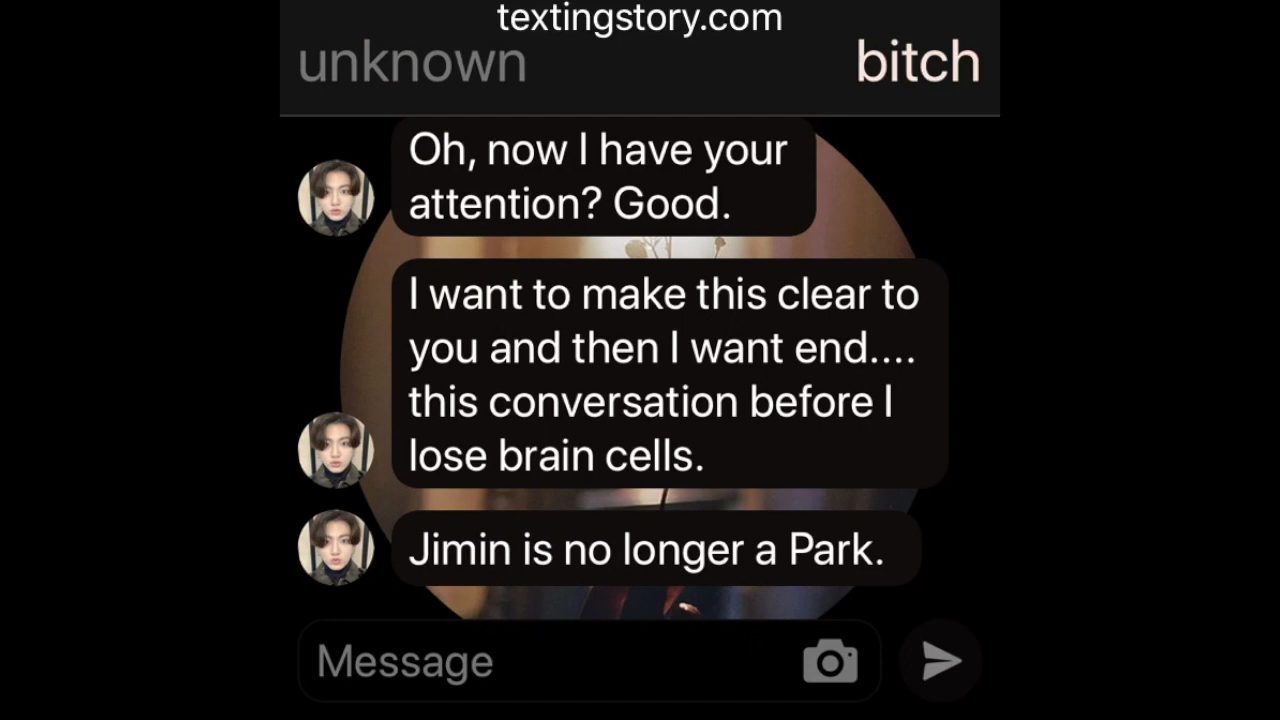 textingstory.com
unknown
bitch
Oh, now I have your
attention? Good.
I want to make this clear to
you and then I want end....
this conversation before I
lose brain cells.
Jimin is no longer a Park.
Message